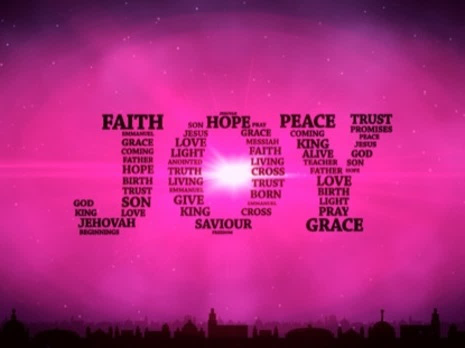 FAITH
EMMANUEL
GRACE
COMING
FATHER
HOPE
BIRTH
TRUST
SON
LOVE
GOD
KING
JEHOVAH
BEGINNINGS
HOPE
SON
PRAY
JESUS
GRACE
LOVE
MESSIAH
LIGHT
FAITH
ANOINTED
LIVING
TRUTH
CROSS
LIVING
TRUST
EMMANUEL
BORN
GIVE
EMMANUEL
KING
CROSS
SAVIOUR
FREEDOM
PEACE
TRUST
COMING
PROMISES
KING
PEACE
ALIVE
JESUS
TEACHER
GOD
FATHER
SON
HOPE
LOVE
BIRTH
LIGHT
PRAY
GRACE